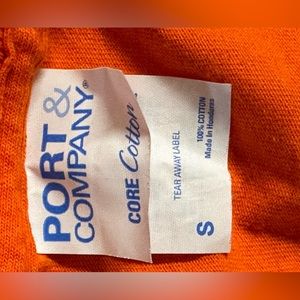 PORT &
COMPANY®
CORE Cotton
TEAR AWAY LABEL
100% COTTON
Made In Honduras
S